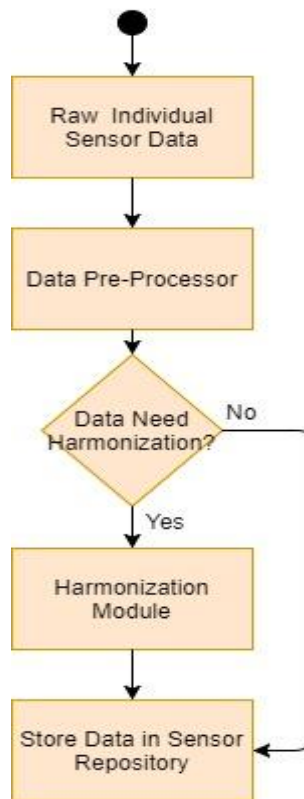 Raw Individual
Sensor Data
Data Pre-Processor
Data Need
Harmonization?
No
Yes
Harmonization
Module
Store Data in Sensor
Repository